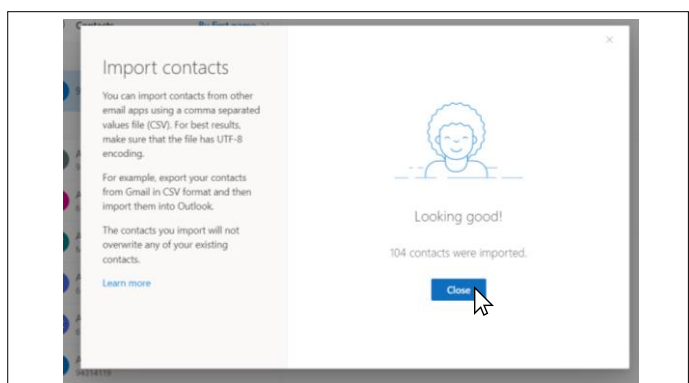 Contacts By first name
×
Import contacts
You can import contacts from other
email apps using a comma separated
values file (CSV). For best results,
make sure that the file has UTF-8
encoding.
For example, export your contacts
from Gmail in CSV format and then
import them into Outlook.
The contacts you import will not
overwrite any of your existing
contacts.
Learn more
Looking good!
104 contacts were imported.
Close
94314119